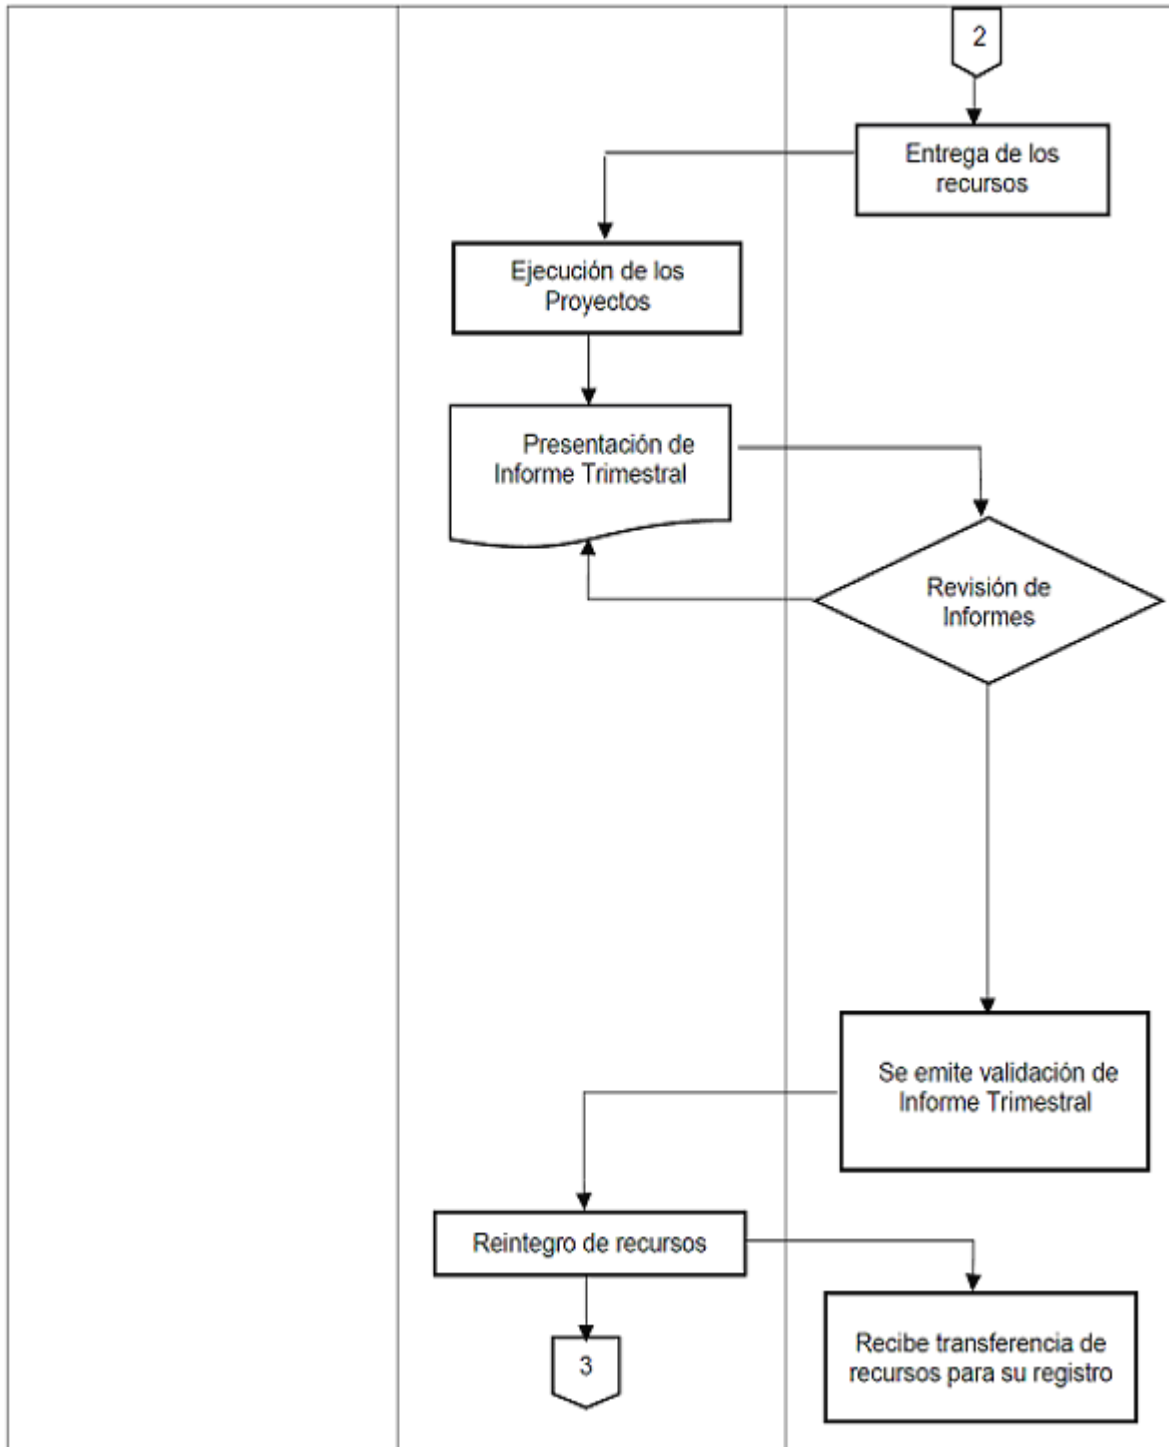 2
Entrega de los
recursos
Ejecución de los
Proyectos
Presentación de
Informe Trimestral
Revisión de
Informes
Se emite validación de
Informe Trimestral
Reintegro de recursos
Recibe transferencia de
recursos para su registro
3